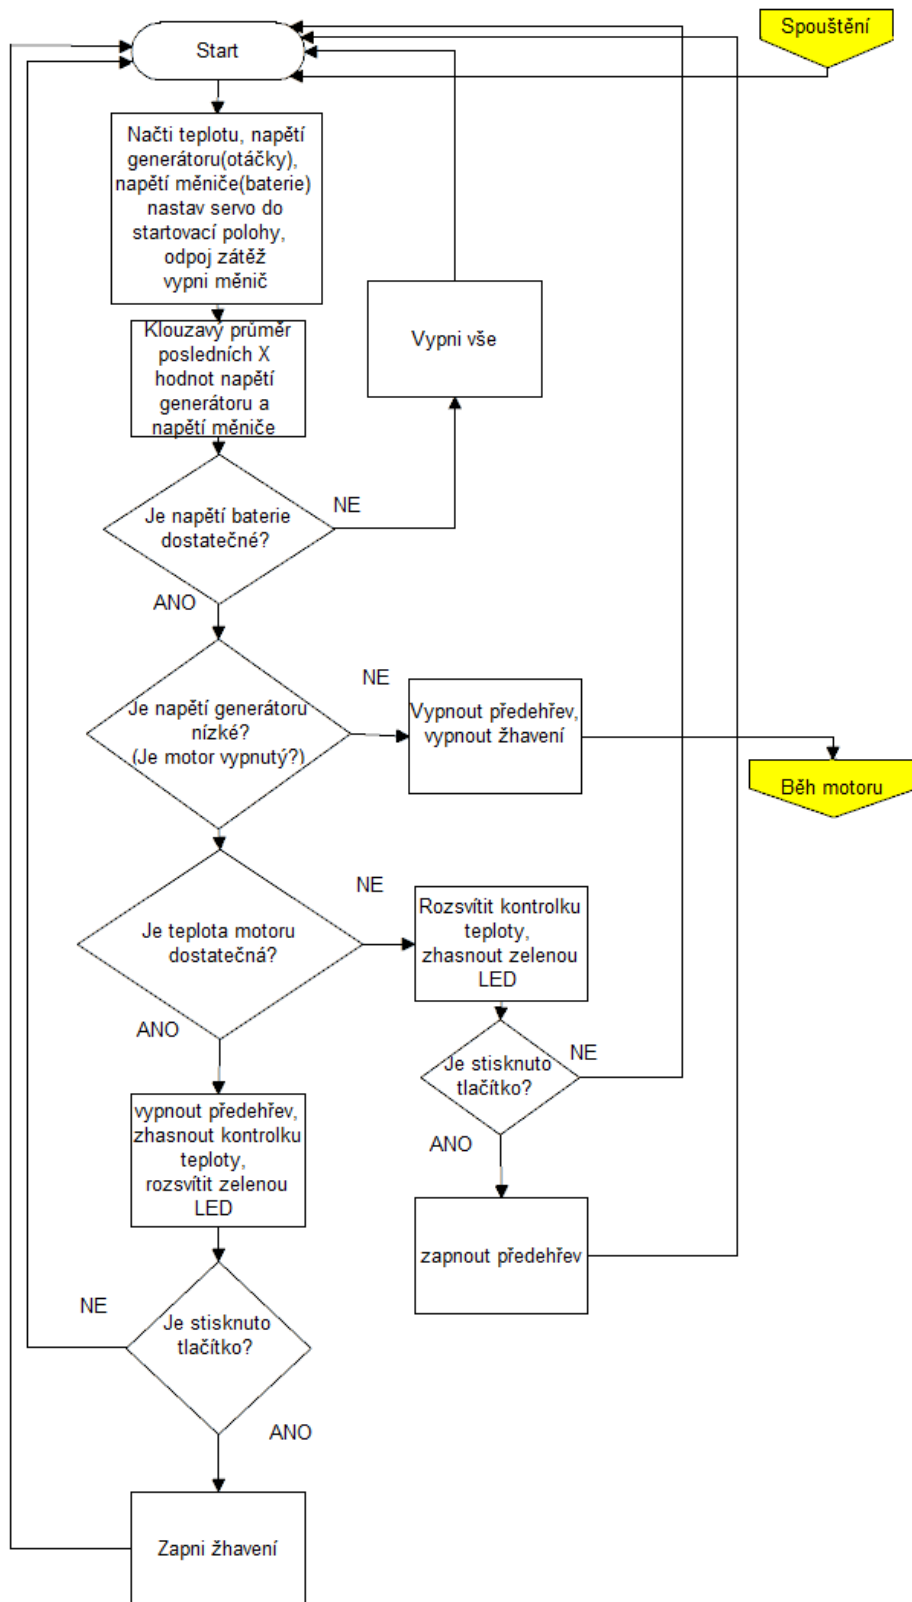 Spouštění
Start
Načti teplotu, napětí
generátoru(otáčky),
napětí měniče(baterie)
nastav servo do
startovací polohy,
odpoj zátěž
vypni měnič
Klouzavý průměr
posledních X
hodnot napětí
generátoru a
napětí měniče
Vypni vše
Je napětí baterie
dostatečné?
NE
ANO
Je napětí generátoru
nízké?
(Je motor vypnutý?)
NE
Vypnout předehřev,
vypnout žhavení
Běh motoru
Je teplota motoru
dostatečná?
NE
Rozsvítit kontrolku
teploty,
zhasnout zelenou
LED
ANO
Je stisknuto
tlačítko?
NE
ANO
zapnout předehřev
vypnout předehřev,
zhasnout kontrolku
teploty,
rozsvítit zelenou
LED
NE
Je stisknuto
tlačítko?
ANO
Zapni žhavení